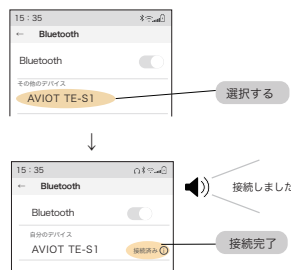 15：35
← Bluetooth
Bluetooth
その他のデバイス
AVIOT TE-S1
選択する
↓
15：35
← Bluetooth
接続しました
Bluetooth
自分のデバイス
AVIOT TE-S1
接続済み
接続完了